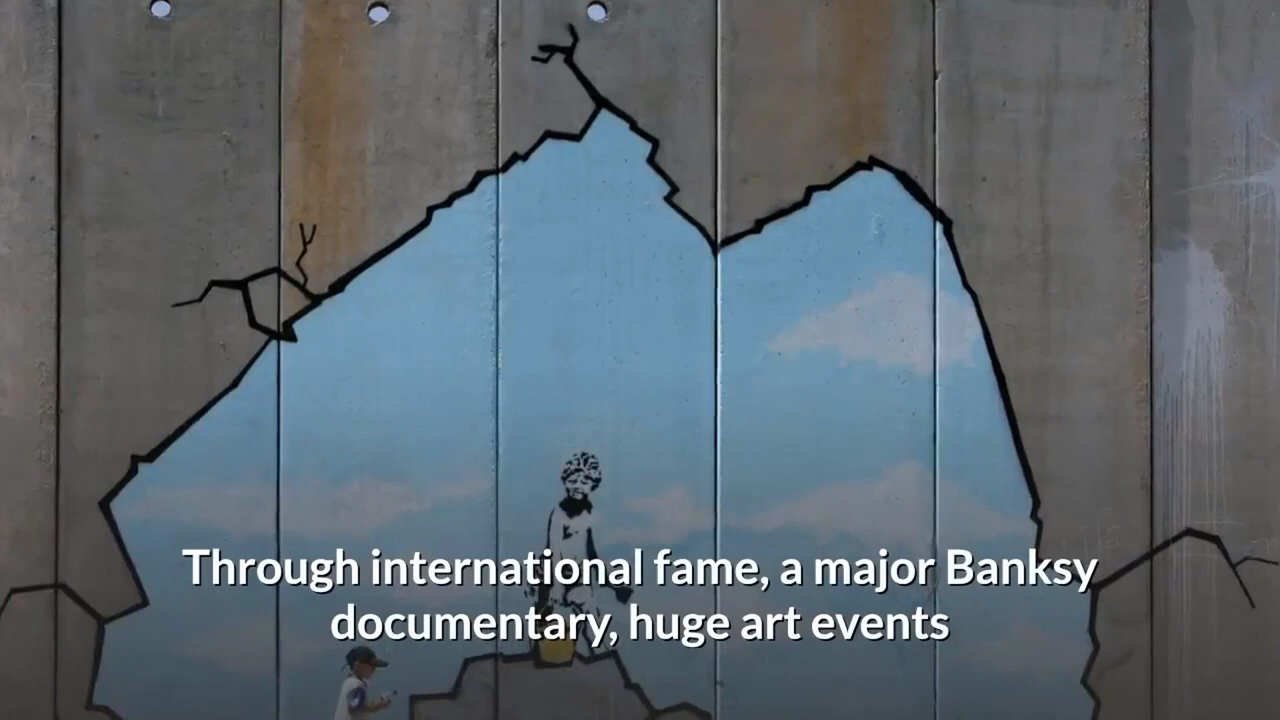 Through international fame, a major Banksy
documentary, huge art events